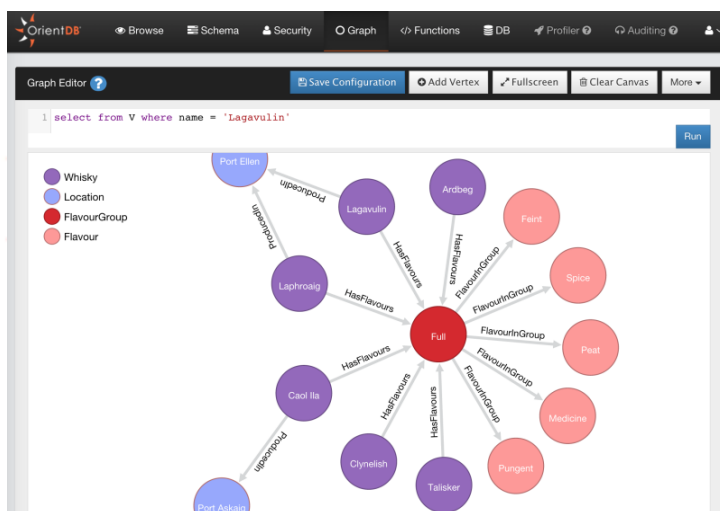 OrientDB Browse Schema Security Graph Functions DB Profiler Auditing
Graph Editor ? Save Configuration Add Vertex Fullscreen Clear Canvas More
1 select from V where name = 'Lagavulin'
Run
Whisky
Location
FlavourGroup
Flavour
Port Ellen
ProducedIn
Lagavulin
Ardbeg
Feint
ProducedIn
HasFlavours
HasFlavours
FlavourInGroup
Spice
Laphroaig
HasFlavours
FlavourInGroup
Full
FlavourInGroup
Peat
HasFlavours
FlavourInGroup
Caol Ila
HasFlavours
HasFlavours
FlavourInGroup
Medicine
ProducedIn
Clynelish
Talisker
Pungent
Port Askaig